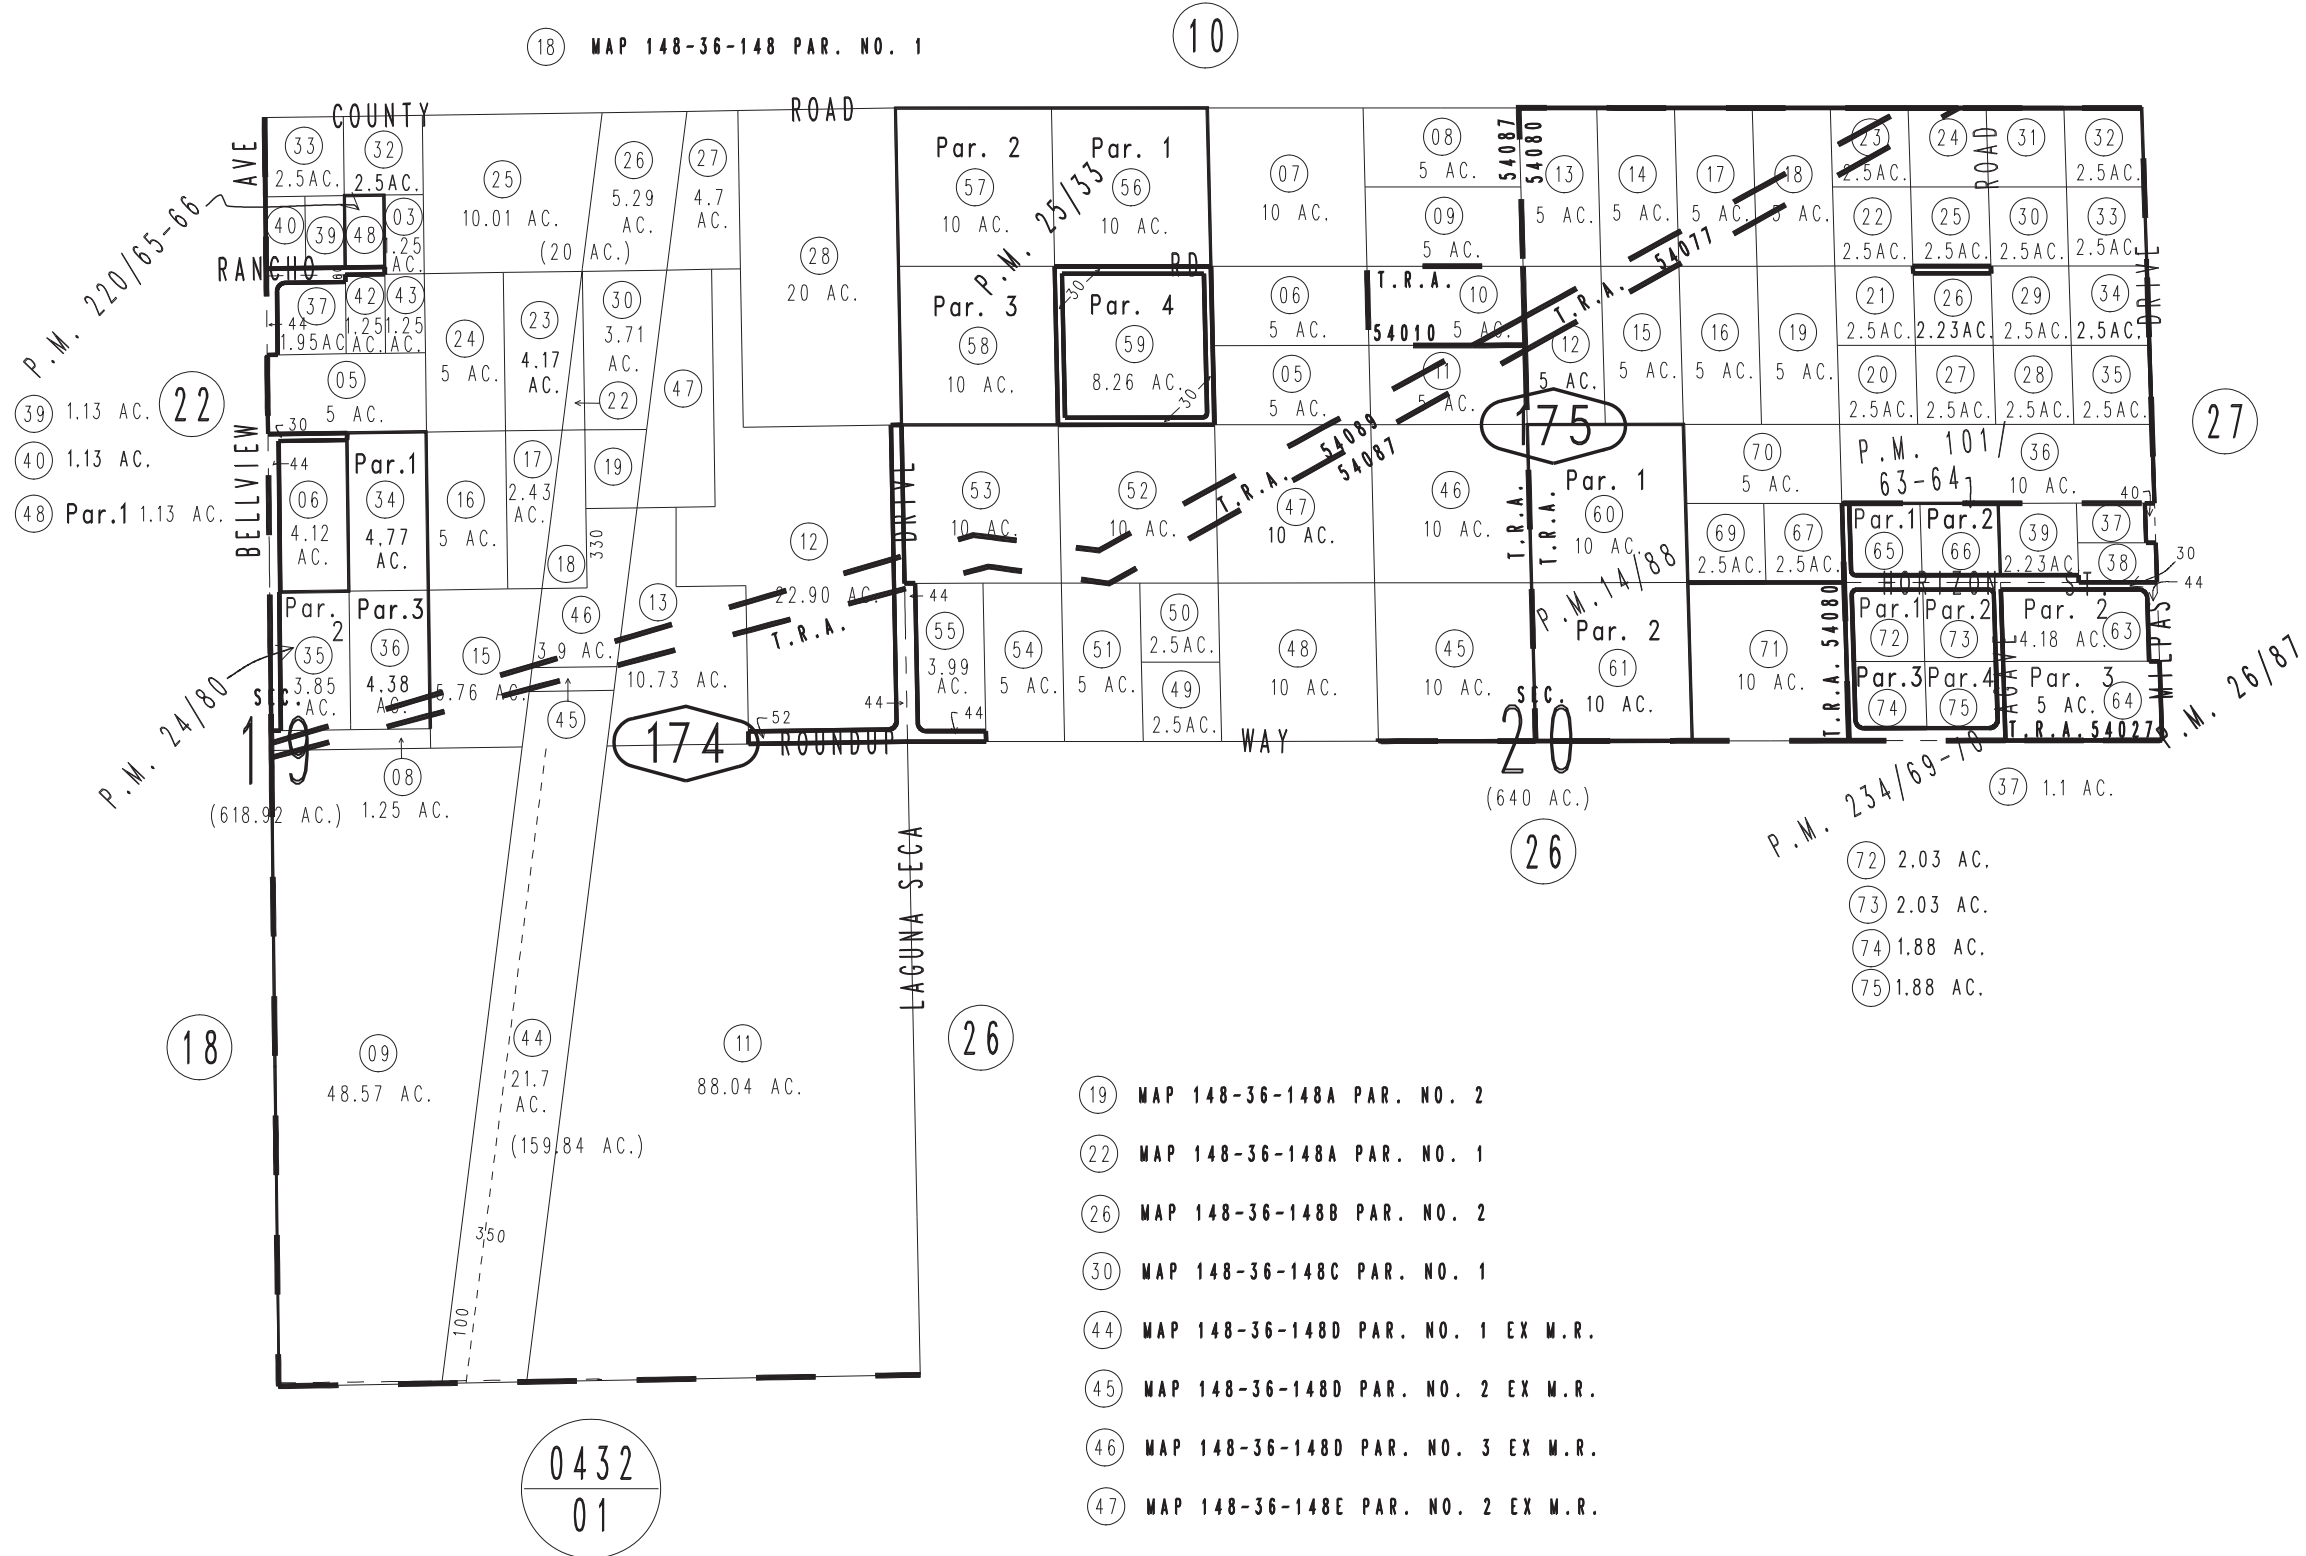 10
18 MAP 148-36-148 PAR. NO. 1
COUNTY
ROAD
AVE
33
2.5AC.
32
2.5AC.
25
10.01 AC.
26
5.29
AC.
(20 AC.)
27
4.7
AC.
28
20 AC.
Par. 2
57
10 AC.
Par. 1
56
10 AC.
P.M. 25/33
07
10 AC.
08
5 AC.
09
5 AC.
54087
54080
13
5 AC.
14
5 AC.
17
5 AC.
18
5 AC.
23
2.5AC.
24
ROAD
31
32
2.5AC.
22
2.5AC.
25
2.5AC.
30
2.5AC.
33
2.5AC.
P.M. 220/65-66
40
39
48
03
1.25
AC.
RANCHO
60
37
1.95AC
44
42
1.25
AC.
43
1.25
AC.
24
5 AC.
23
4.17
AC.
30
3.71
AC.
22
47
Par. 3
58
10 AC.
RD
30
Par. 4
59
8.26 AC.
30
06
5 AC.
05
5 AC.
T.R.A.
54010
10
5 AC.
11
5 AC.
T.R.A. 54077
12
5 AC.
15
5 AC.
16
5 AC.
19
5 AC.
21
2.5AC.
26
2.23AC.
29
2.5AC.
34
2.5AC.
DRIVE
20
2.5AC.
27
2.5AC.
28
2.5AC.
35
2.5AC.
05
5 AC.
22
39 1.13 AC.
40 1.13 AC.
48 Par.1 1.13 AC.
27
30
44
BELLVIEW
06
4.12
AC.
Par.1
34
4.77
AC.
16
5 AC.
17
2.43
AC.
19
18
330
12
22.90 AC.
DRIVE
53
10 AC.
52
10 AC.
T.R.A. 54089
54087
47
10 AC.
46
10 AC.
175
T.R.A.
T.R.A.
Par. 1
60
10 AC.
P.M. 14/88
70
5 AC.
P.M. 101/
63-64
36
10 AC.
40
69
2.5AC.
67
2.5AC.
Par.1
65
Par.2
66
39
2.23AC.
37
38
30
44
HORIZON ST.
Par.
2
35
3.85
AC.
Par.3
36
4.38
AC.
15
5.76 AC.
46
3.9 AC.
45
13
10.73 AC.
T.R.A.
44
44
44
52
55
3.99
AC.
54
5 AC.
51
5 AC.
50
2.5AC.
49
2.5AC.
48
10 AC.
45
10 AC.
Par. 2
61
10 AC.
71
10 AC.
T.R.A. 54080
Par.1
72
Par.2
73
Par.3
74
Par.4
75
AGAVE
Par. 2
4.18 AC.
63
Par. 3
5 AC.
64
T.R.A. 54027
MILPAS
P.M. 26/87
P.M. 24/80
SEC.
19
(618.92 AC.)
08
1.25 AC.
174
ROUNDUP
WAY
SEC.
20
(640 AC.)
26
P.M. 234/69-70
37 1.1 AC.
72 2.03 AC.
73 2.03 AC.
74 1.88 AC.
75 1.88 AC.
LAGUNA SECA
18
09
48.57 AC.
44
21.7
AC.
(159.84 AC.)
11
88.04 AC.
26
350
100
19 MAP 148-36-148A PAR. NO. 2
22 MAP 148-36-148A PAR. NO. 1
26 MAP 148-36-148B PAR. NO. 2
30 MAP 148-36-148C PAR. NO. 1
44 MAP 148-36-148D PAR. NO. 1 EX M.R.
45 MAP 148-36-148D PAR. NO. 2 EX M.R.
46 MAP 148-36-148D PAR. NO. 3 EX M.R.
47 MAP 148-36-148E PAR. NO. 2 EX M.R.
0432
01